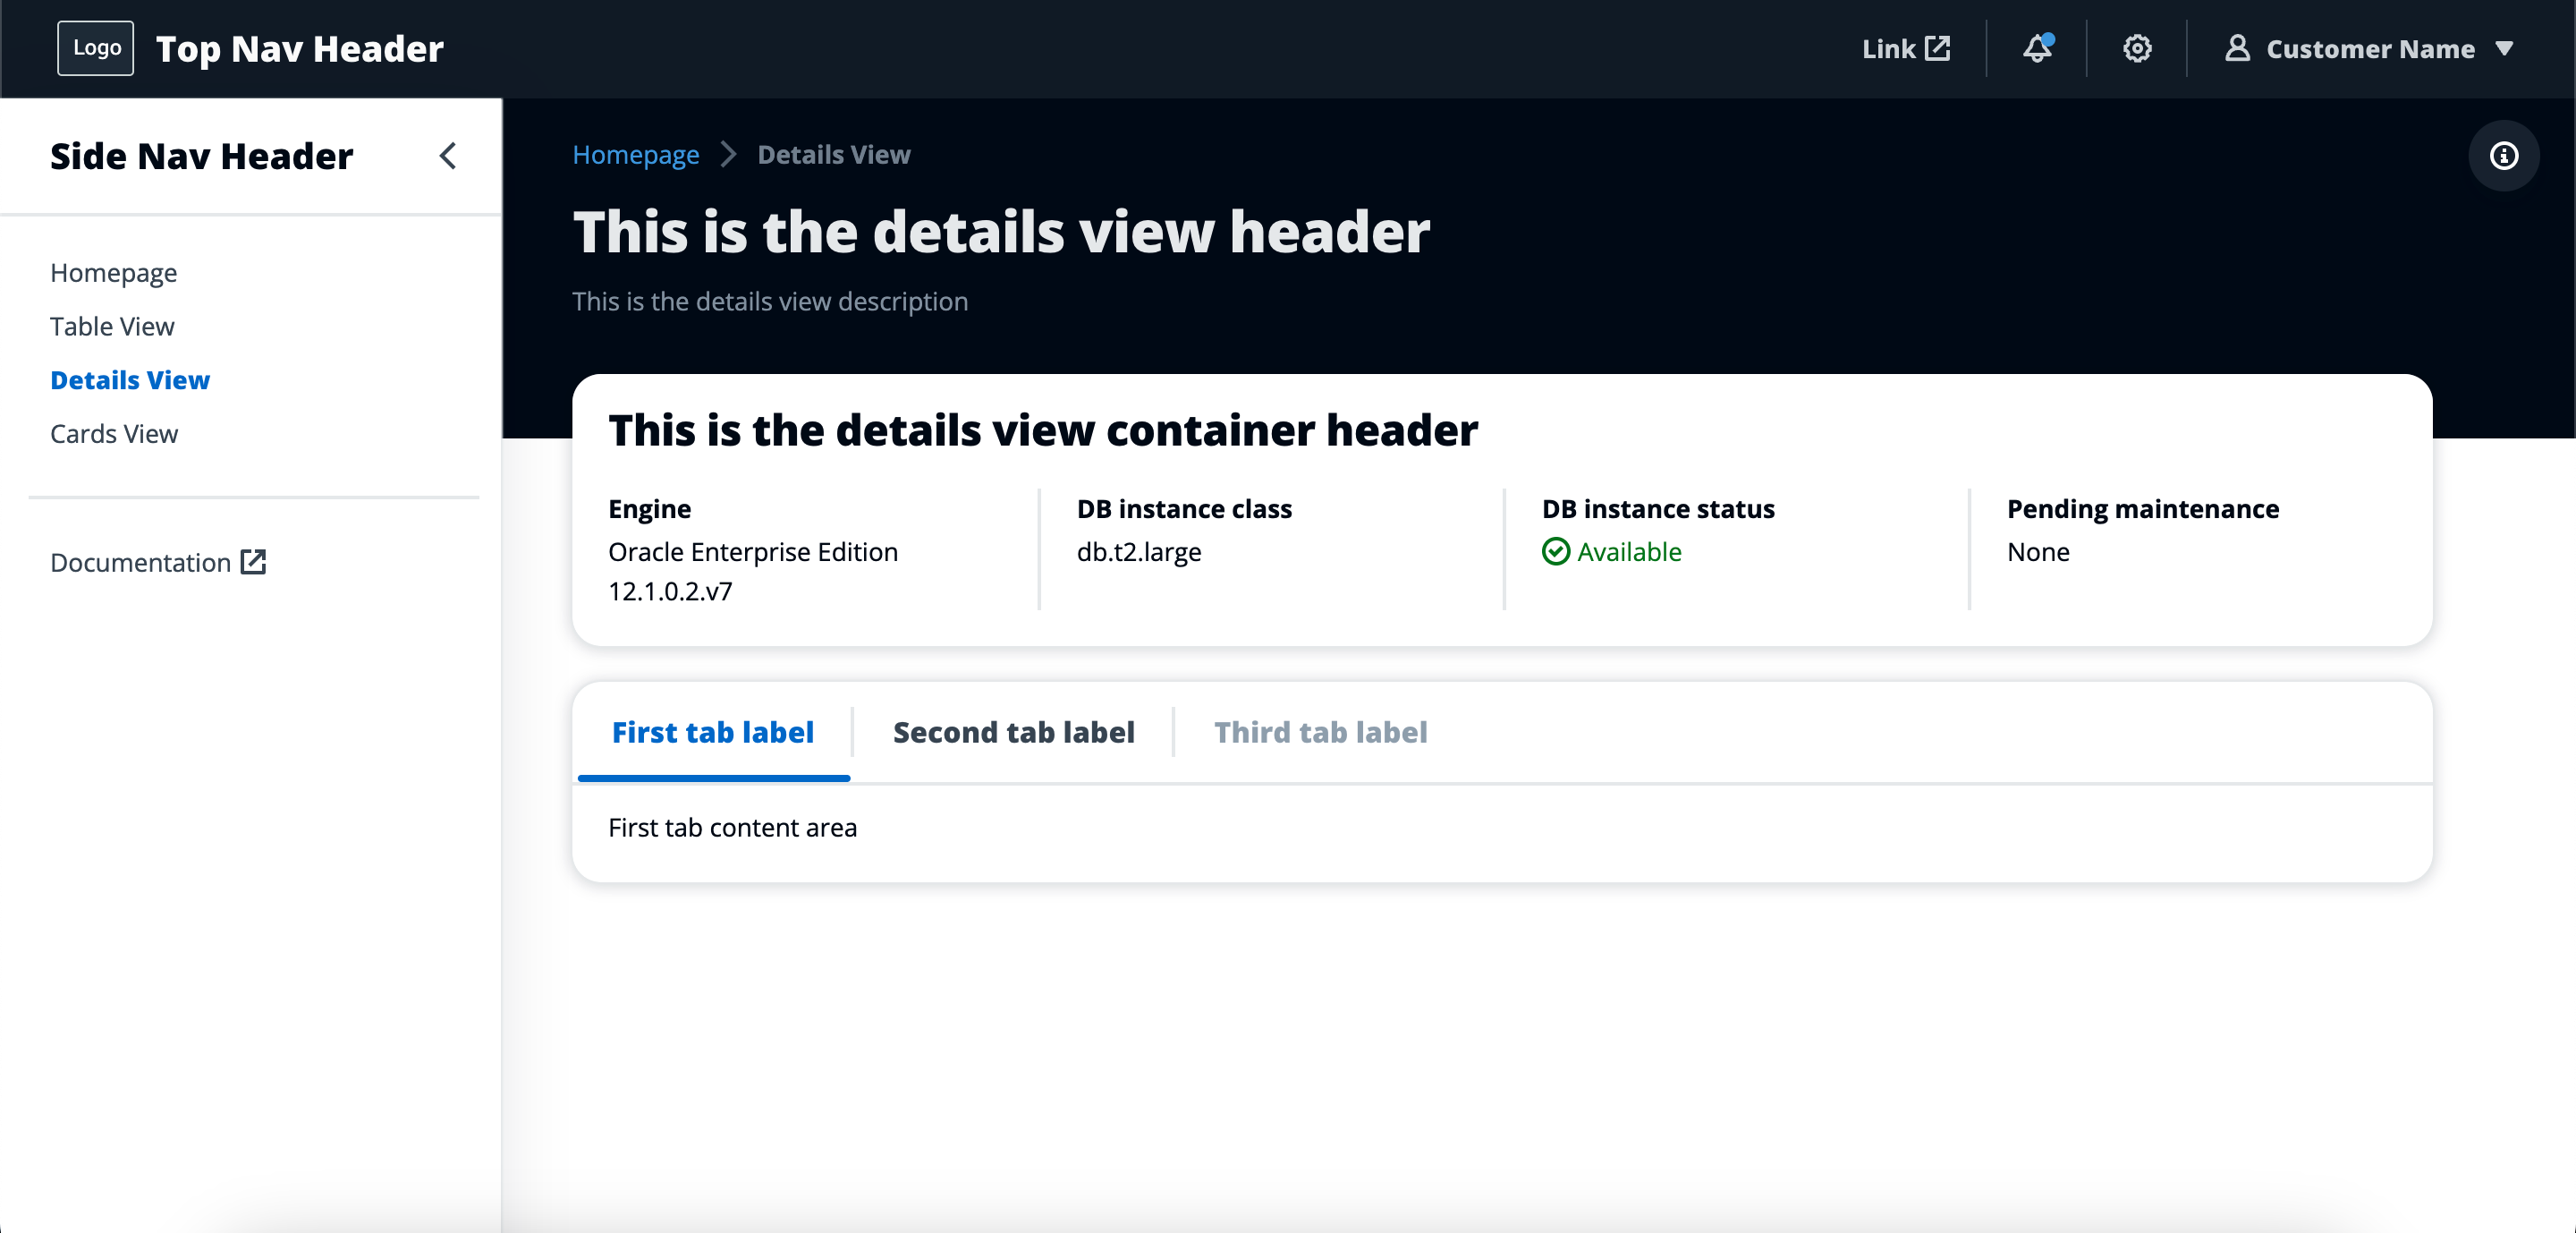 Logo
Top Nav Header
Link
Customer Name
Side Nav Header
Homepage
Table View
Details View
Cards View
Documentation
Homepage Details View
This is the details view header
This is the details view description
This is the details view container header
Engine
Oracle Enterprise Edition
12.1.0.2.v7
DB instance class
db.t2.large
DB instance status
Available
Pending maintenance
None
First tab label
Second tab label
Third tab label
First tab content area